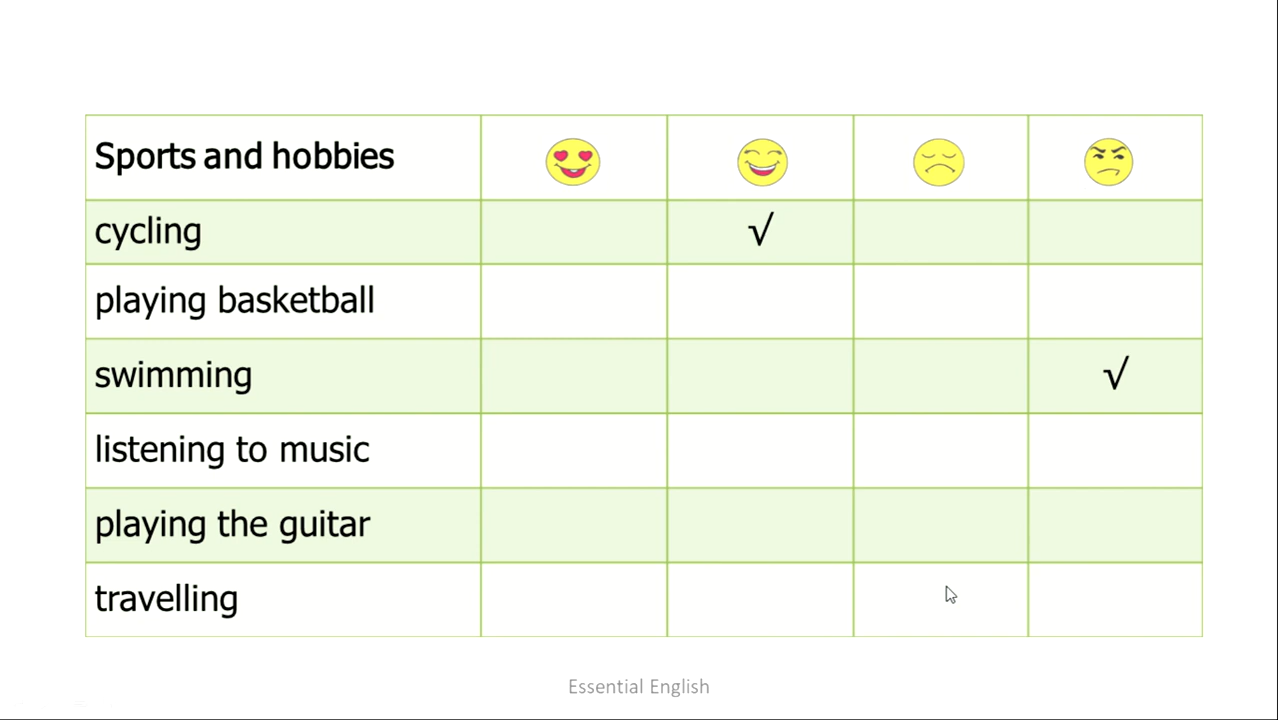 Sports and hobbies
cycling √
playing basketball
swimming √
listening to music
playing the guitar
travelling
Essential English